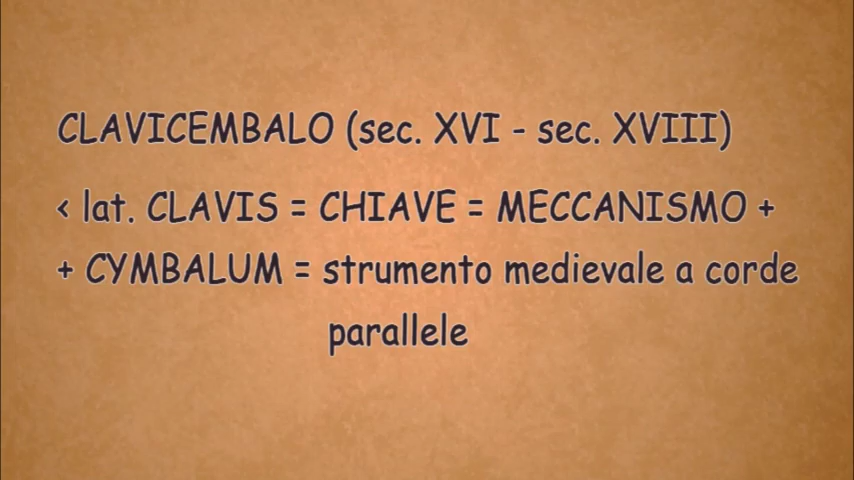 CLAVICEMBALO (sec. XVI - sec. XVIII)
< lat. CLAVIS = CHIAVE = MECCANISMO +
+ CYMBALUM = strumento medievale a corde
parallele